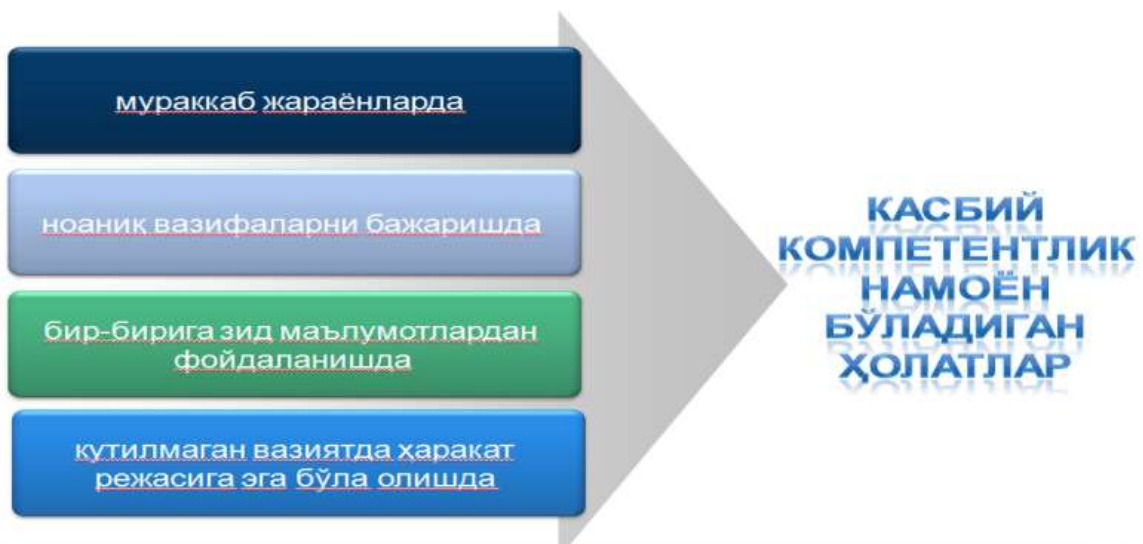 мураккаб жараёнларда
ноаниқ вазифаларни бажаришда
бир-бирига зид маълумотлардан
фойдаланишда
кутилмаган вазиятда ҳаракат
режасига эга бўла олишда
КАСБИЙ
КОМПЕТЕНТЛИК
НАМОЁН
БЎЛАДИГАН
ҲОЛАТЛАР